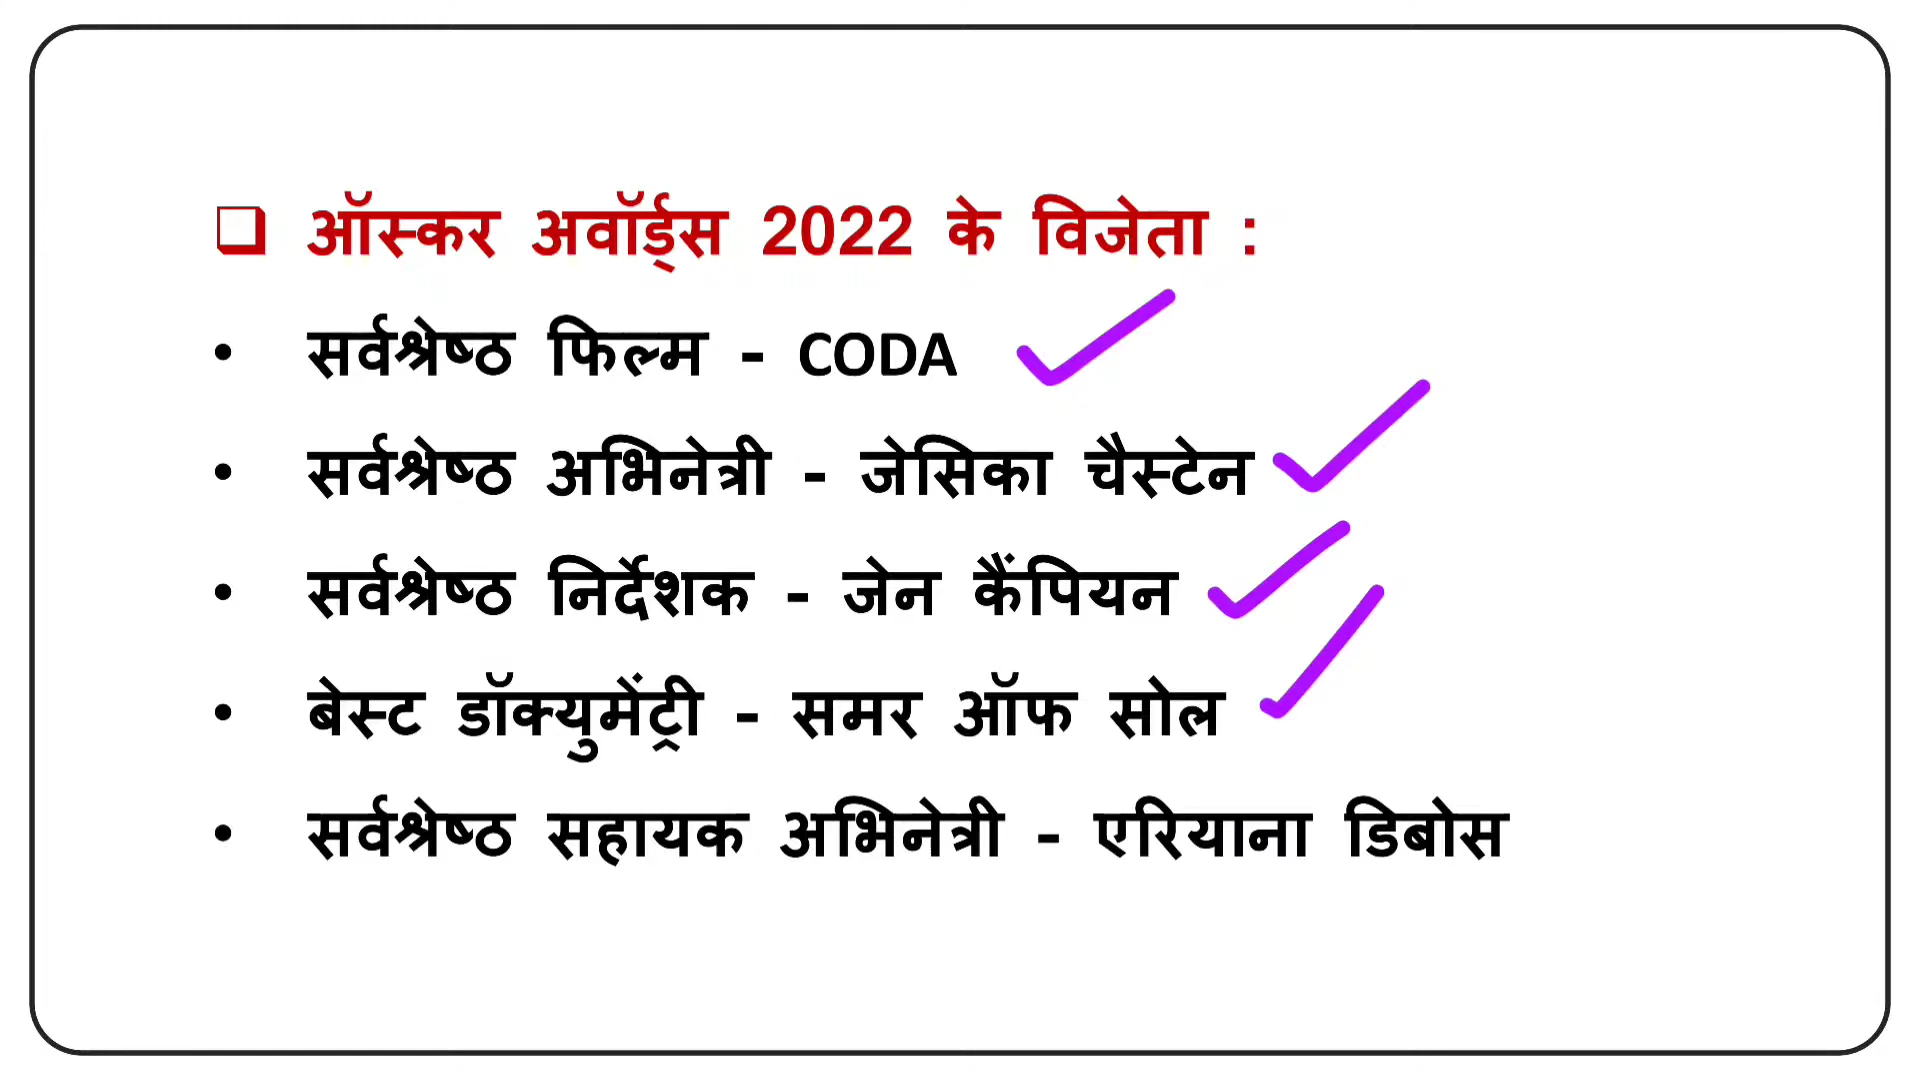 ऑस्कर अवॉर्ड्स 2022 के विजेता :
• सर्वश्रेष्ठ फिल्म - CODA
• सर्वश्रेष्ठ अभिनेत्री - जेसिका चैस्टेन
• सर्वश्रेष्ठ निर्देशक - जेन कैंपियन
• बेस्ट डॉक्युमेंट्री - समर ऑफ सोल
• सर्वश्रेष्ठ सहायक अभिनेत्री - एरियाना डिबोस